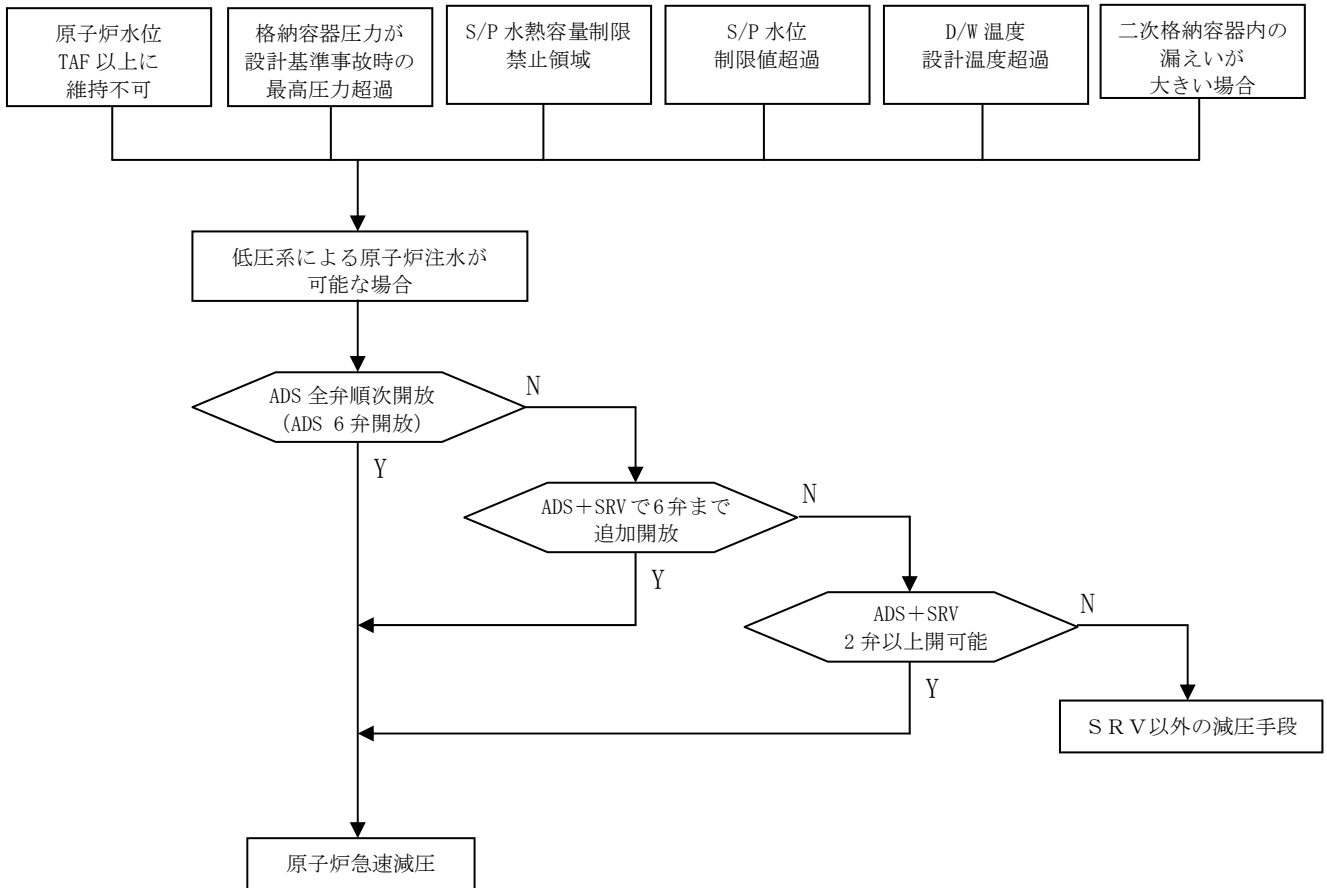 原子炉水位
TAF 以上に
維持不可
格納容器圧力が
設計基準事故時の
最高圧力超過
S/P 水熱容量制限
禁止領域
S/P 水位
制限値超過
D/W 温度
設計温度超過
二次格納容器内の
漏えいが
大きい場合
低圧系による原子炉注水が
可能な場合
ADS 全弁順次開放
(ADS 6 弁開放)
N
Y
ADS＋SRV で 6 弁まで
追加開放
N
Y
ADS＋SRV
2 弁以上開可能
N
Y
ＳＲＶ以外の減圧手段
原子炉急速減圧